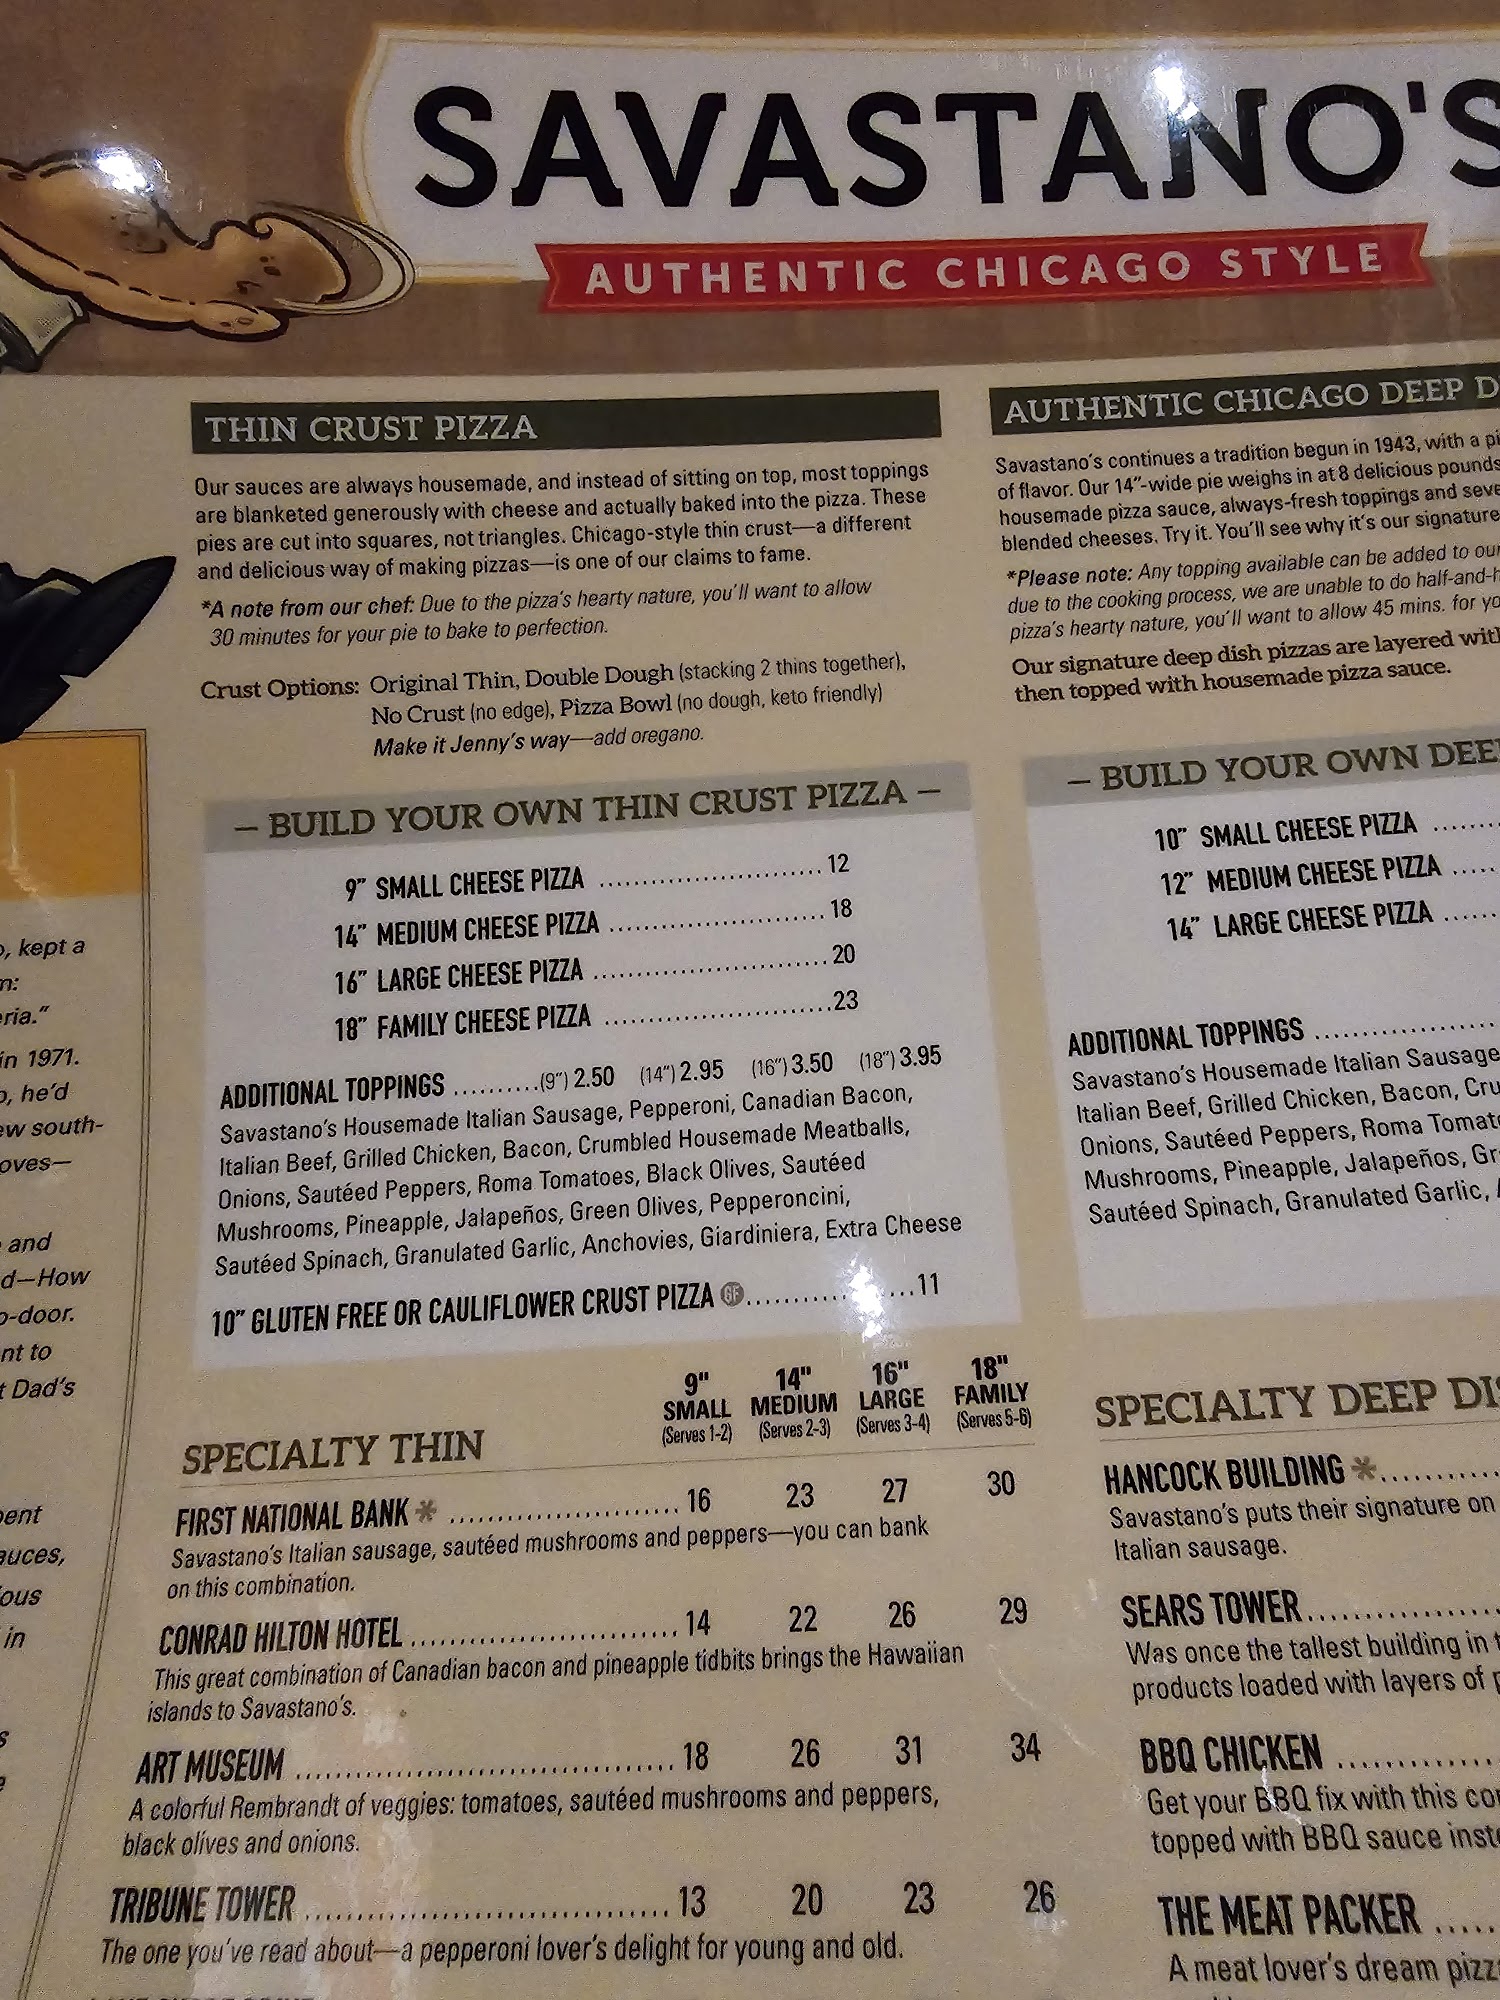 SAVASTANO'S
AUTHENTIC CHICAGO STYLE
kept a
"
in 1971.
he'd
south-
and
How
door.
to
Dad's
in
THIN CRUST PIZZA
Our sauces are always housemade, and instead of sitting on top, most toppings
are blanketed generously with cheese and actually baked into the pizza. These
pies are cut into squares, not triangles. Chicago-style thin crust—a different
and delicious way of making pizzas—is one of our claims to fame.
*A note from our chef: Due to the pizza's hearty nature, you'll want to allow
30 minutes for your pie to bake to perfection.
Crust Options: Original Thin, Double Dough (stacking 2 thins together),
No Crust (no edge), Pizza Bowl (no dough, keto friendly)
Make it Jenny's way—add oregano.
– BUILD YOUR OWN THIN CRUST PIZZA –
9" SMALL CHEESE PIZZA ........................ 12
14" MEDIUM CHEESE PIZZA ........................ 18
16" LARGE CHEESE PIZZA ........................ 20
18" FAMILY CHEESE PIZZA ........................ 23
ADDITIONAL TOPPINGS ..........(9") 2.50 (14") 2.95 (16") 3.50 (18") 3.95
Savastano's Housemade Italian Sausage, Pepperoni, Canadian Bacon,
Italian Beef, Grilled Chicken, Bacon, Crumbled Housemade Meatballs,
Onions, Sautéed Peppers, Roma Tomatoes, Black Olives, Sautéed
Mushrooms, Pineapple, Jalapeños, Green Olives, Pepperoncini,
Sautéed Spinach, Granulated Garlic, Anchovies, Giardiniera, Extra Cheese
10" GLUTEN FREE OR CAULIFLOWER CRUST PIZZA GF.................11
9" 14" 16" 18"
SMALL MEDIUM LARGE FAMILY
(Serves 1-2) (Serves 2-3) (Serves 3-4) (Serves 5-6)
SPECIALTY THIN
FIRST NATIONAL BANK * ........................ 16 23 27 30
Savastano's Italian sausage, sautéed mushrooms and peppers—you can bank
on this combination.
CONRAD HILTON HOTEL ........................... 14 22 26 29
This great combination of Canadian bacon and pineapple tidbits brings the Hawaiian
islands to Savastano's.
ART MUSEUM ....................................... 18 26 31 34
A colorful Rembrandt of veggies: tomatoes, sautéed mushrooms and peppers,
black olives and onions.
TRIBUNE TOWER ..................................... 13 20 23 26
The one you've read about—a pepperoni lover's delight for young and old.
AUTHENTIC CHICAGO DEEP
Savastano's continues a tradition begun in 1943, with a
of flavor. Our 14"-wide pie weighs in at 8 delicious pounds
housemade pizza sauce, always-fresh toppings and
blended cheeses. Try it. You'll see why it's our signature
*Please note: Any topping available can be added to
due to the cooking process, we are unable to do half-and-
pizza's hearty nature, you'll want to allow 45 mins. for
Our signature deep dish pizzas are layered
then topped with housemade pizza sauce.
– BUILD YOUR OWN
10" SMALL CHEESE PIZZA .......
12" MEDIUM CHEESE PIZZA .....
14" LARGE CHEESE PIZZA ......
ADDITIONAL TOPPINGS ..................
Savastano's Housemade Italian Sausage
Italian Beef, Grilled Chicken, Bacon,
Onions, Sautéed Peppers, Roma
Mushrooms, Pineapple, Jalapeños,
Sautéed Spinach, Granulated Garlic,
SPECIALTY DEEP
HANCOCK BUILDING *............
Savastano's puts their signature on
Italian sausage.
SEARS TOWER...................
Was once the tallest building in
products loaded with layers of
BBQ CHICKEN ...............
Get your BBQ fix with this
topped with BBQ sauce
THE MEAT PACKER .....
A meat lover's dream